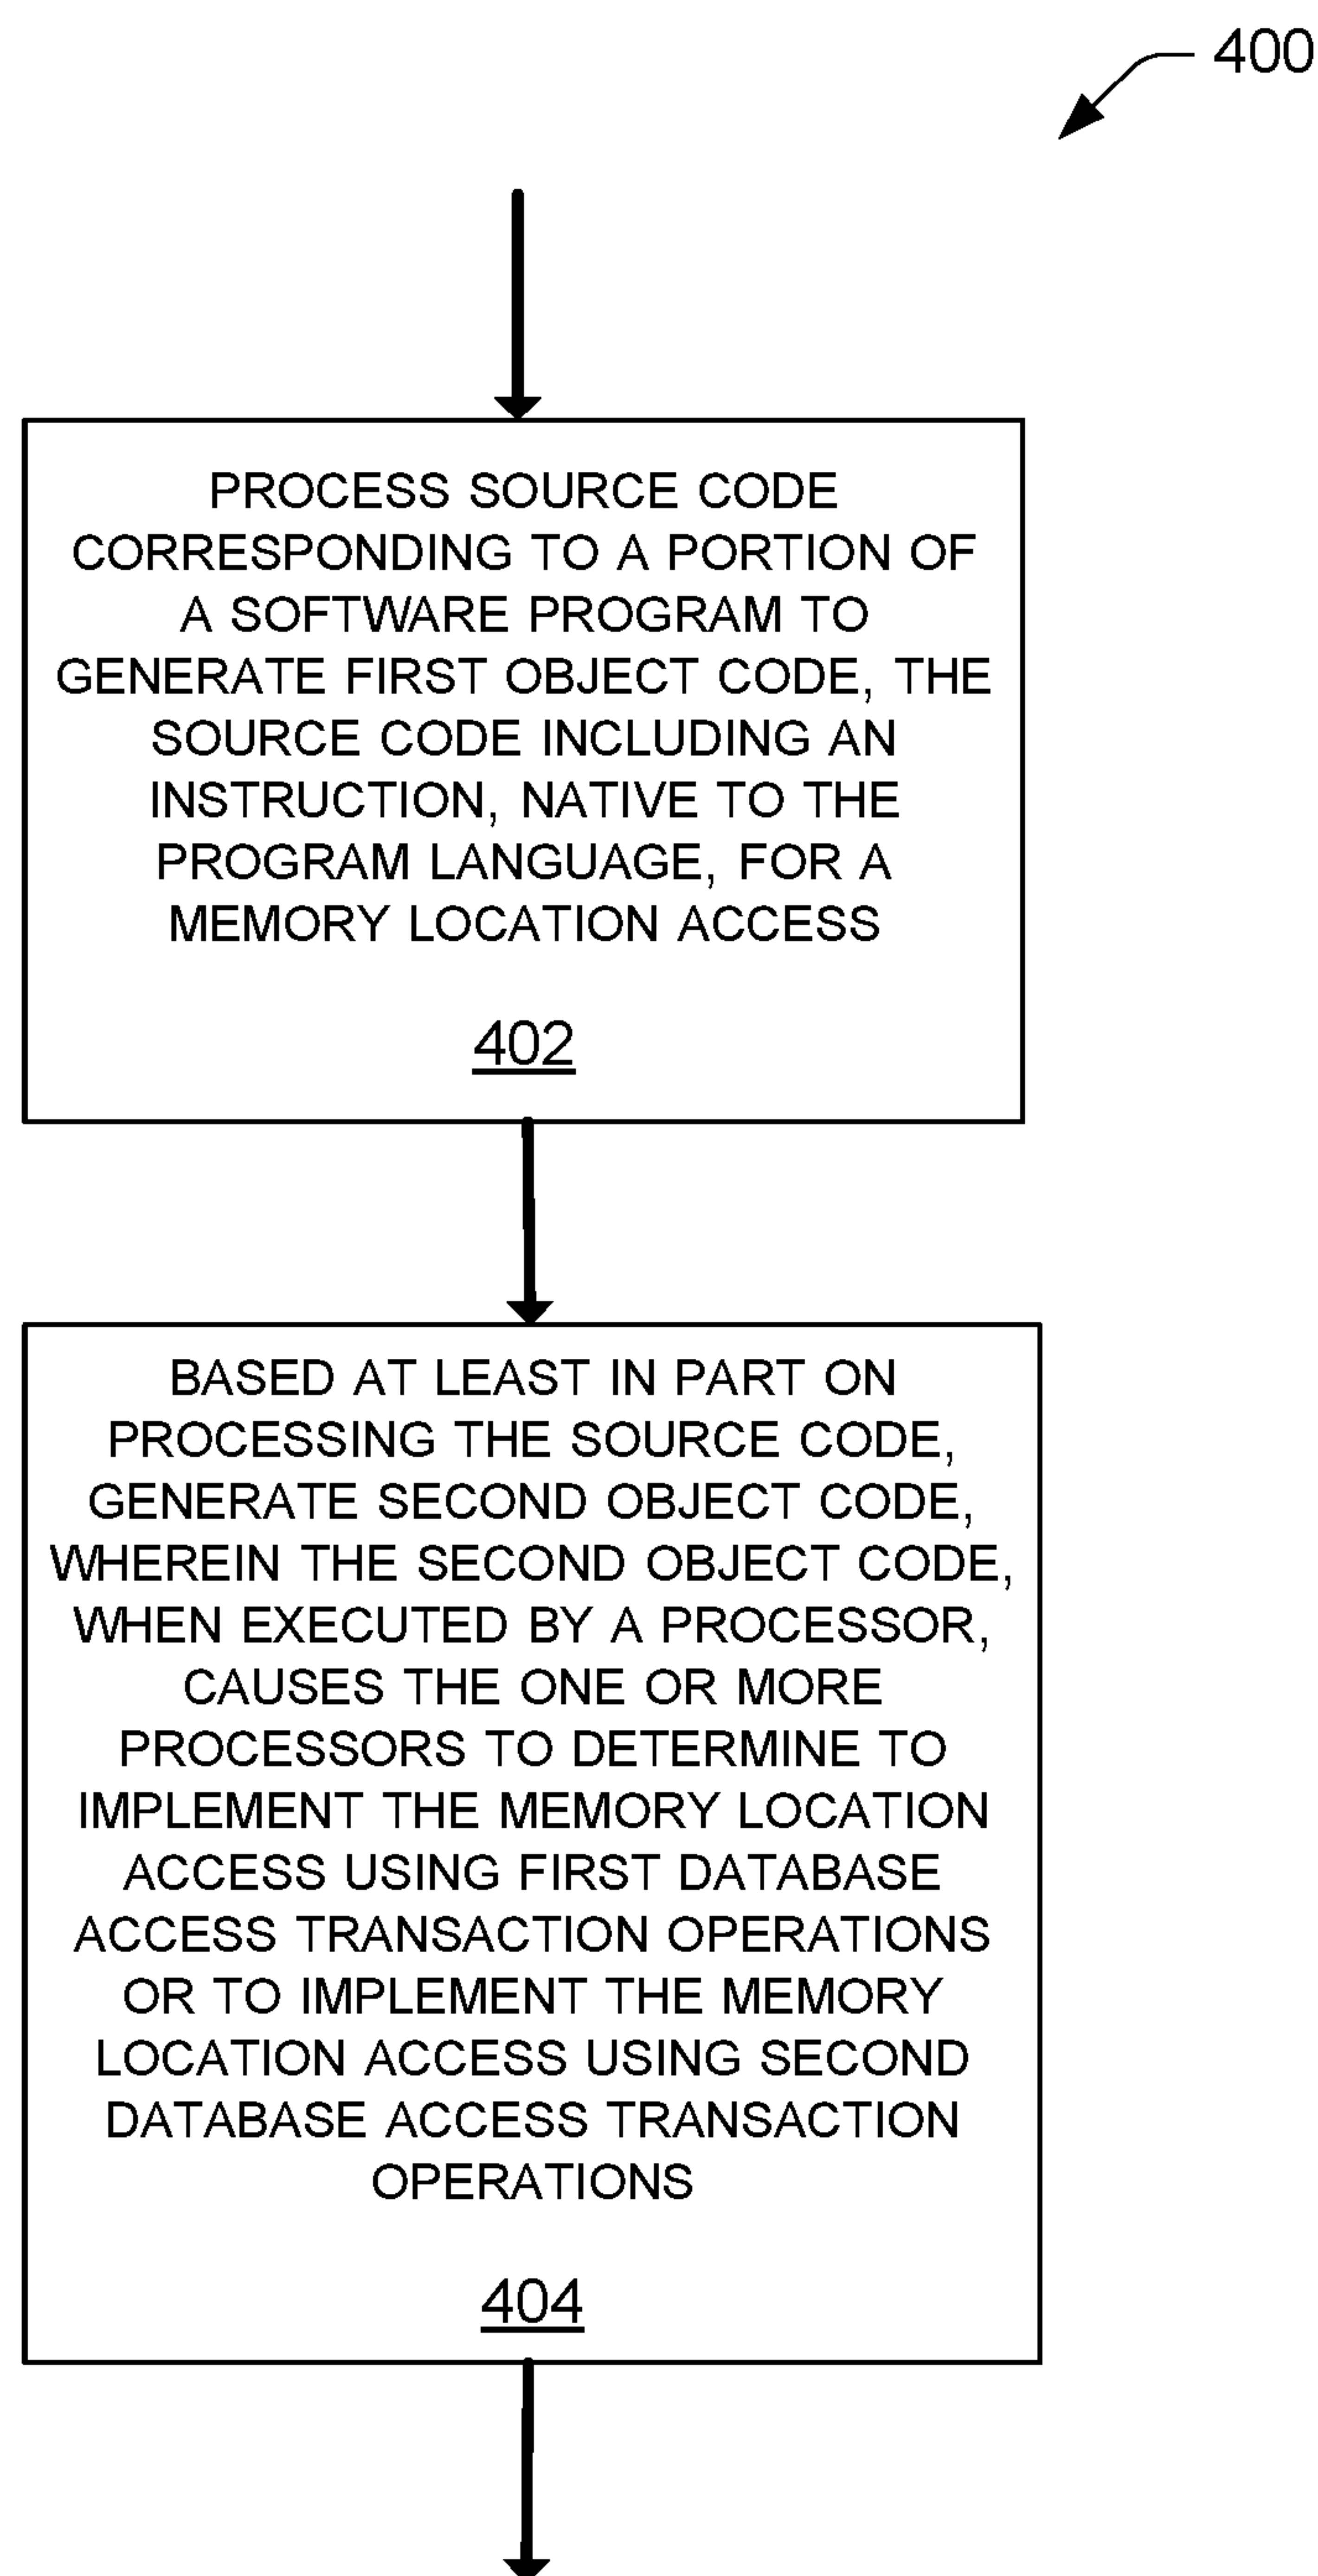 400
PROCESS SOURCE CODE
CORRESPONDING TO A PORTION OF
A SOFTWARE PROGRAM TO
GENERATE FIRST OBJECT CODE, THE
SOURCE CODE INCLUDING AN
INSTRUCTION, NATIVE TO THE
PROGRAM LANGUAGE, FOR A
MEMORY LOCATION ACCESS
402
BASED AT LEAST IN PART ON
PROCESSING THE SOURCE CODE,
GENERATE SECOND OBJECT CODE,
WHEREIN THE SECOND OBJECT CODE,
WHEN EXECUTED BY A PROCESSOR,
CAUSES THE ONE OR MORE
PROCESSORS TO DETERMINE TO
IMPLEMENT THE MEMORY LOCATION
ACCESS USING FIRST DATABASE
ACCESS TRANSACTION OPERATIONS
OR TO IMPLEMENT THE MEMORY
LOCATION ACCESS USING SECOND
DATABASE ACCESS TRANSACTION
OPERATIONS
404